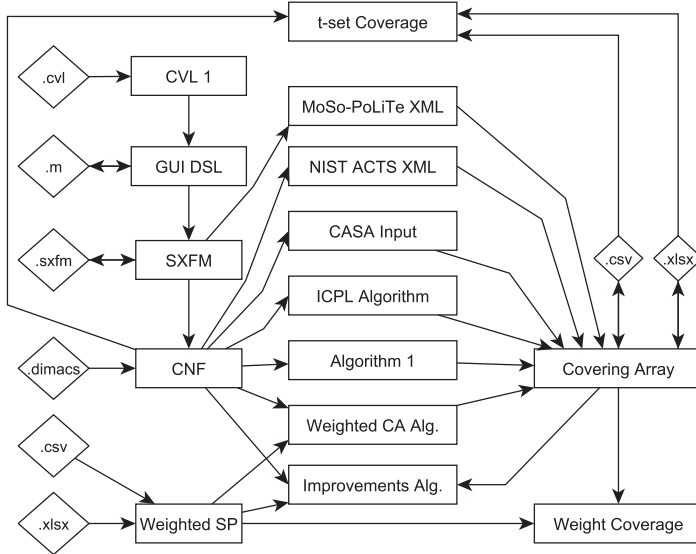 t-set Coverage
.cvl
CVL 1
MoSo-PoLiTe XML
.m
GUI DSL
NIST ACTS XML
CASA Input
.sxfm
SXFM
.csv
.xlsx
ICPL Algorithm
.dimacs
CNF
Algorithm 1
Covering Array
Weighted CA Alg.
.csv
Improvements Alg.
.xlsx
Weighted SP
Weight Coverage